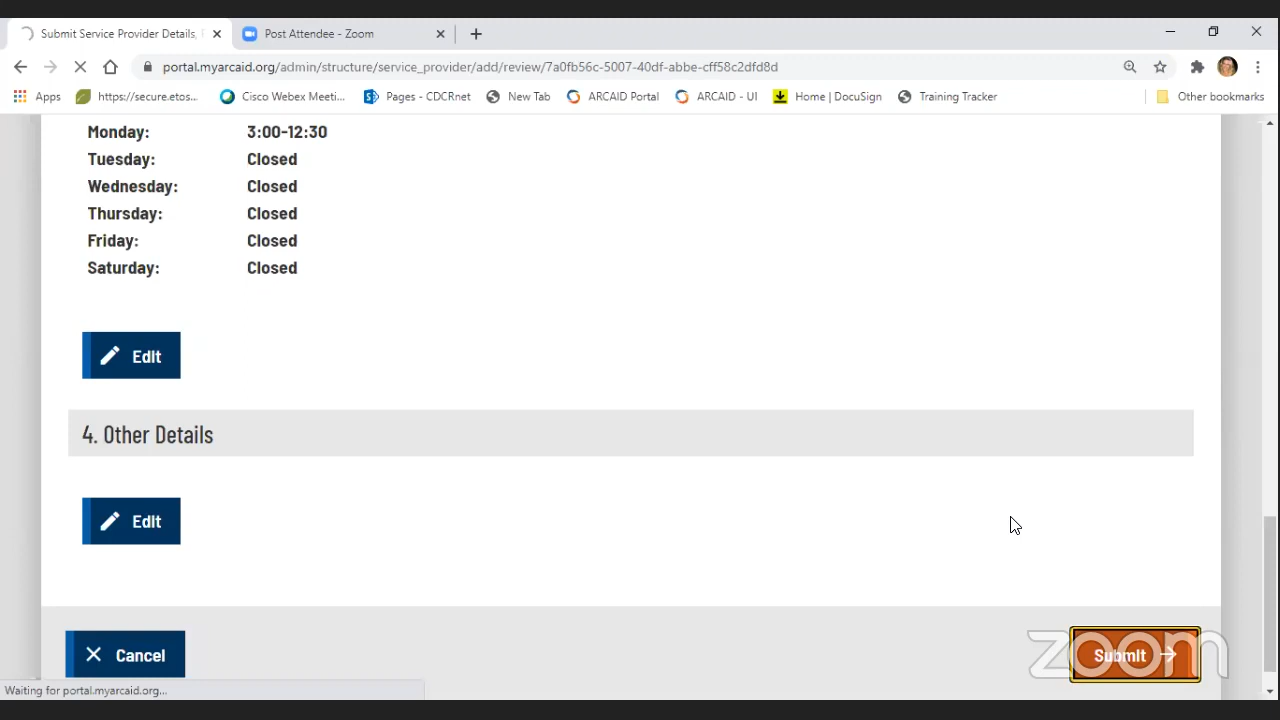 Submit Service Provider Details,
Post Attendee - Zoom
portal.myarcaid.org/admin/structure/service_provider/add/review/7a0fb56c-5007-40df-abbe-cff58c2dfd8d
Apps
https://secure.etos...
Cisco Webex Meeti...
Pages - CDCRnet
New Tab
ARCAID Portal
ARCAID - UI
Home | DocuSign
Training Tracker
Other bookmarks
Monday: 3:00-12:30
Tuesday: Closed
Wednesday: Closed
Thursday: Closed
Friday: Closed
Saturday: Closed
Edit
4. Other Details
Edit
Cancel
Submit
zoom
Waiting for portal.myarcaid.org...